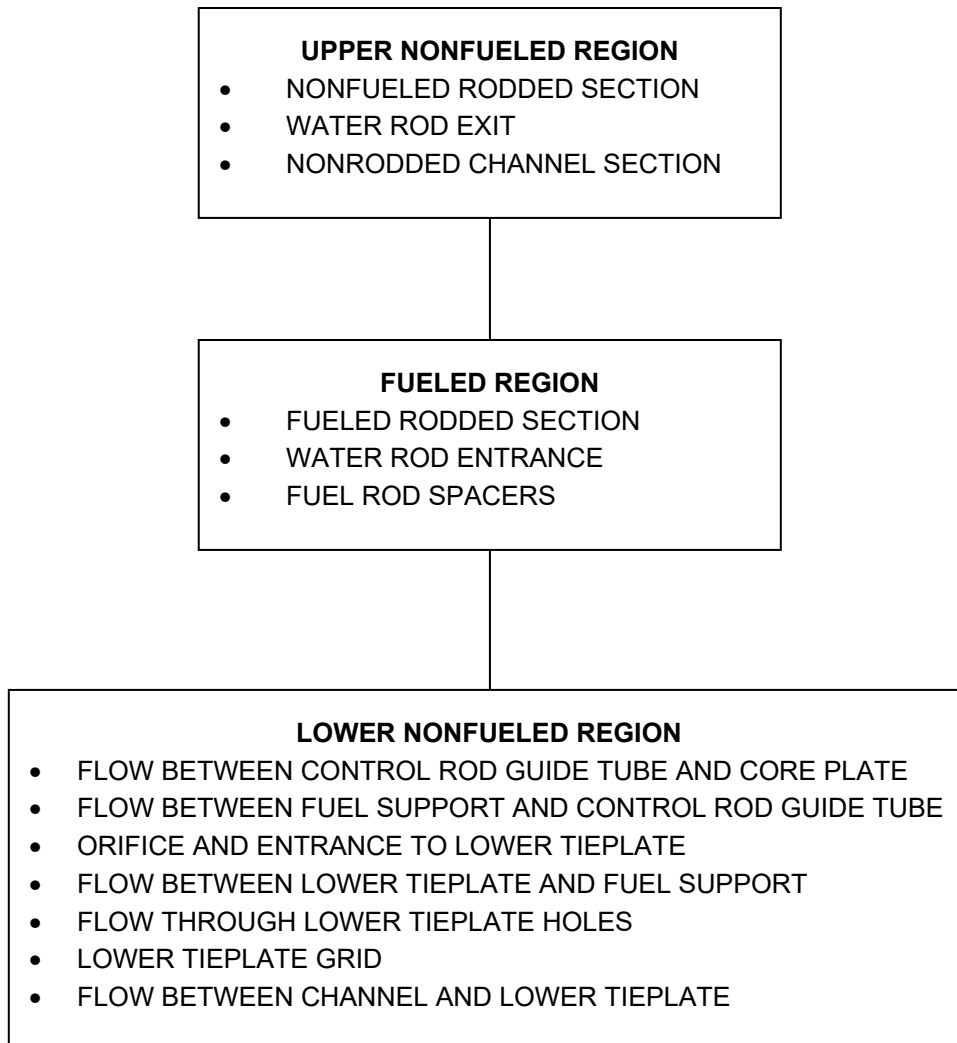 UPPER NONFUELED REGION
• NONFUELED RODDED SECTION
• WATER ROD EXIT
• NONRODDED CHANNEL SECTION
FUELED REGION
• FUELED RODDED SECTION
• WATER ROD ENTRANCE
• FUEL ROD SPACERS
LOWER NONFUELED REGION
• FLOW BETWEEN CONTROL ROD GUIDE TUBE AND CORE PLATE
• FLOW BETWEEN FUEL SUPPORT AND CONTROL ROD GUIDE TUBE
• ORIFICE AND ENTRANCE TO LOWER TIEPLATE
• FLOW BETWEEN LOWER TIEPLATE AND FUEL SUPPORT
• FLOW THROUGH LOWER TIEPLATE HOLES
• LOWER TIEPLATE GRID
• FLOW BETWEEN CHANNEL AND LOWER TIEPLATE